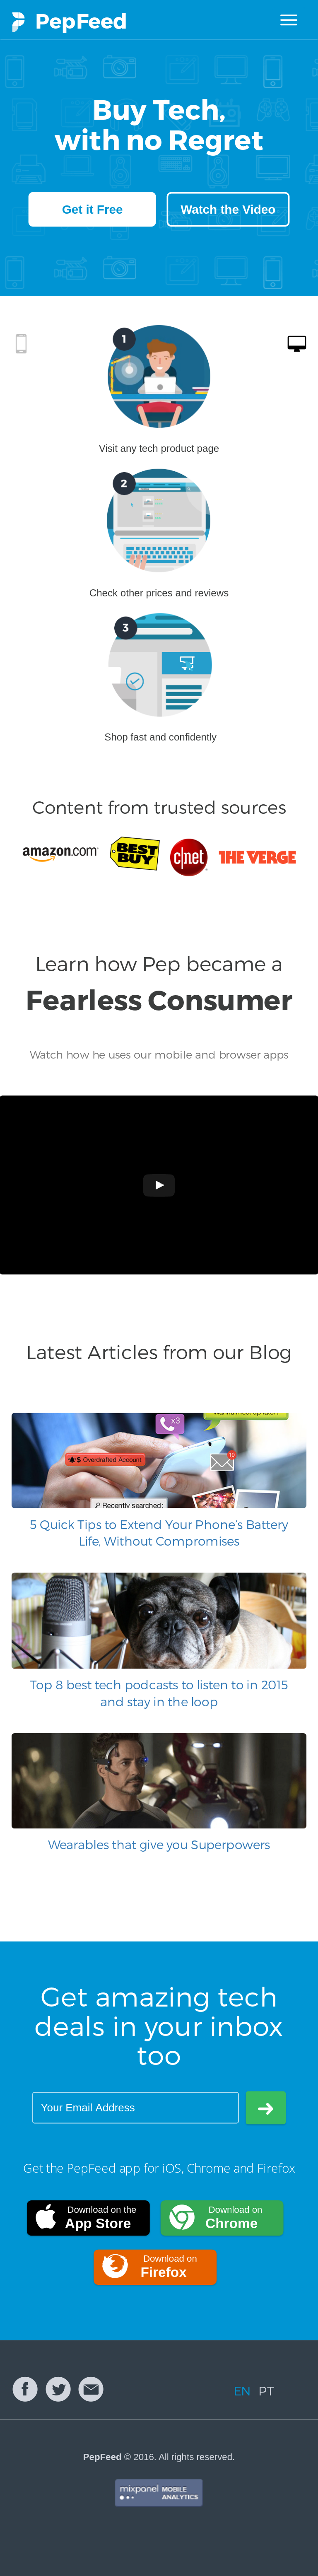 PepFeed
Buy Tech,
with no Regret
Get it Free
Watch the Video
1
Visit any tech product page
2
Check other prices and reviews
3
Shop fast and confidently
Content from trusted sources
amazon.com
BEST
BUY
c|net
THE VERGE
Learn how Pep became a
Fearless Consumer
Watch how he uses our mobile and browser apps
Latest Articles from our Blog
x3
$ Overdrafted Account
10
Recently searched:
5 Quick Tips to Extend Your Phone's Battery
Life, Without Compromises
Top 8 best tech podcasts to listen to in 2015
and stay in the loop
Wearables that give you Superpowers
Get amazing tech
deals in your inbox
too
Your Email Address
Get the PepFeed app for iOS, Chrome and Firefox
Download on the
App Store
Download on
Chrome
Download on
Firefox
EN PT
PepFeed © 2016. All rights reserved.
mixpanel MOBILE
ANALYTICS